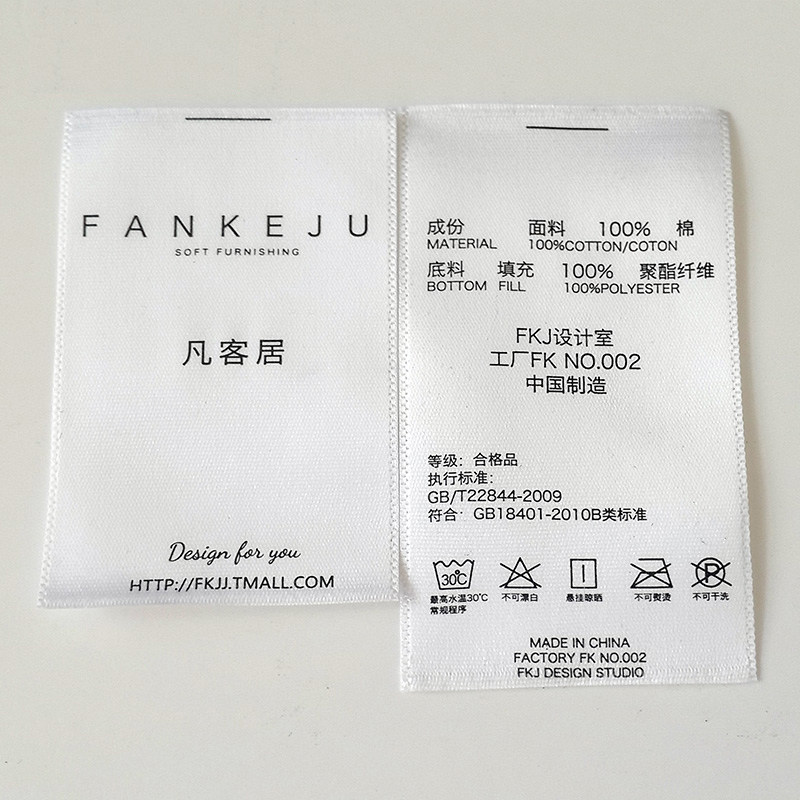 FANKEJU
SOFT FURNISHING
凡客居
Design for you
HTTP://FKJJ.TMALL.COM
成份 面料 100% 棉
MATERIAL 100%COTTON/COTON
底料 填充 100% 聚酯纤维
BOTTOM FILL 100%POLYESTER
FKJ设计室
工厂FK NO.002
中国制造
等级：合格品
执行标准：
GB/T22844-2009
符合：GB18401-2010B类标准
30℃
P
最高水温30℃ 不可漂白 悬挂晾晒 不可熨烫 不可干洗
常规程序
MADE IN CHINA
FACTORY FK NO.002
FKJ DESIGN STUDIO